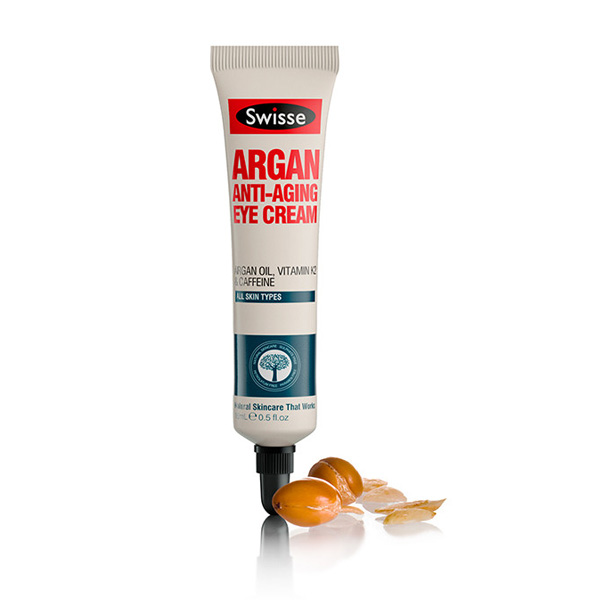 Swisse
ARGAN
ANTI-AGING
EYE CREAM
ARGAN OIL, VITAMIN K2
& CAFFEINE
ALL SKIN TYPES
Skincare That Works
mL ℮ 0.5 fl oz